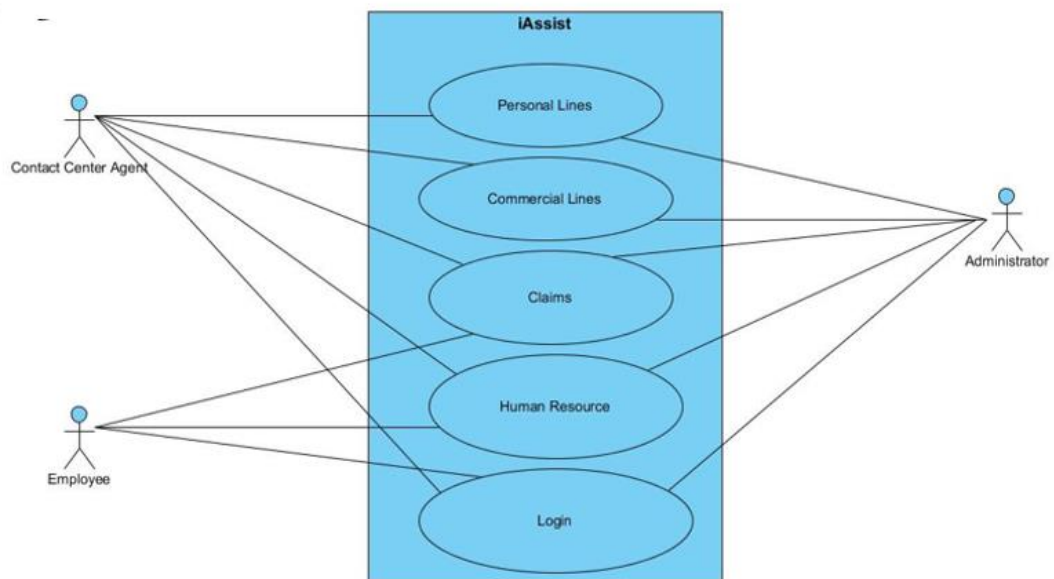 iAssist
Personal Lines
Contact Center Agent
Commercial Lines
Administrator
Claims
Human Resource
Employee
Login